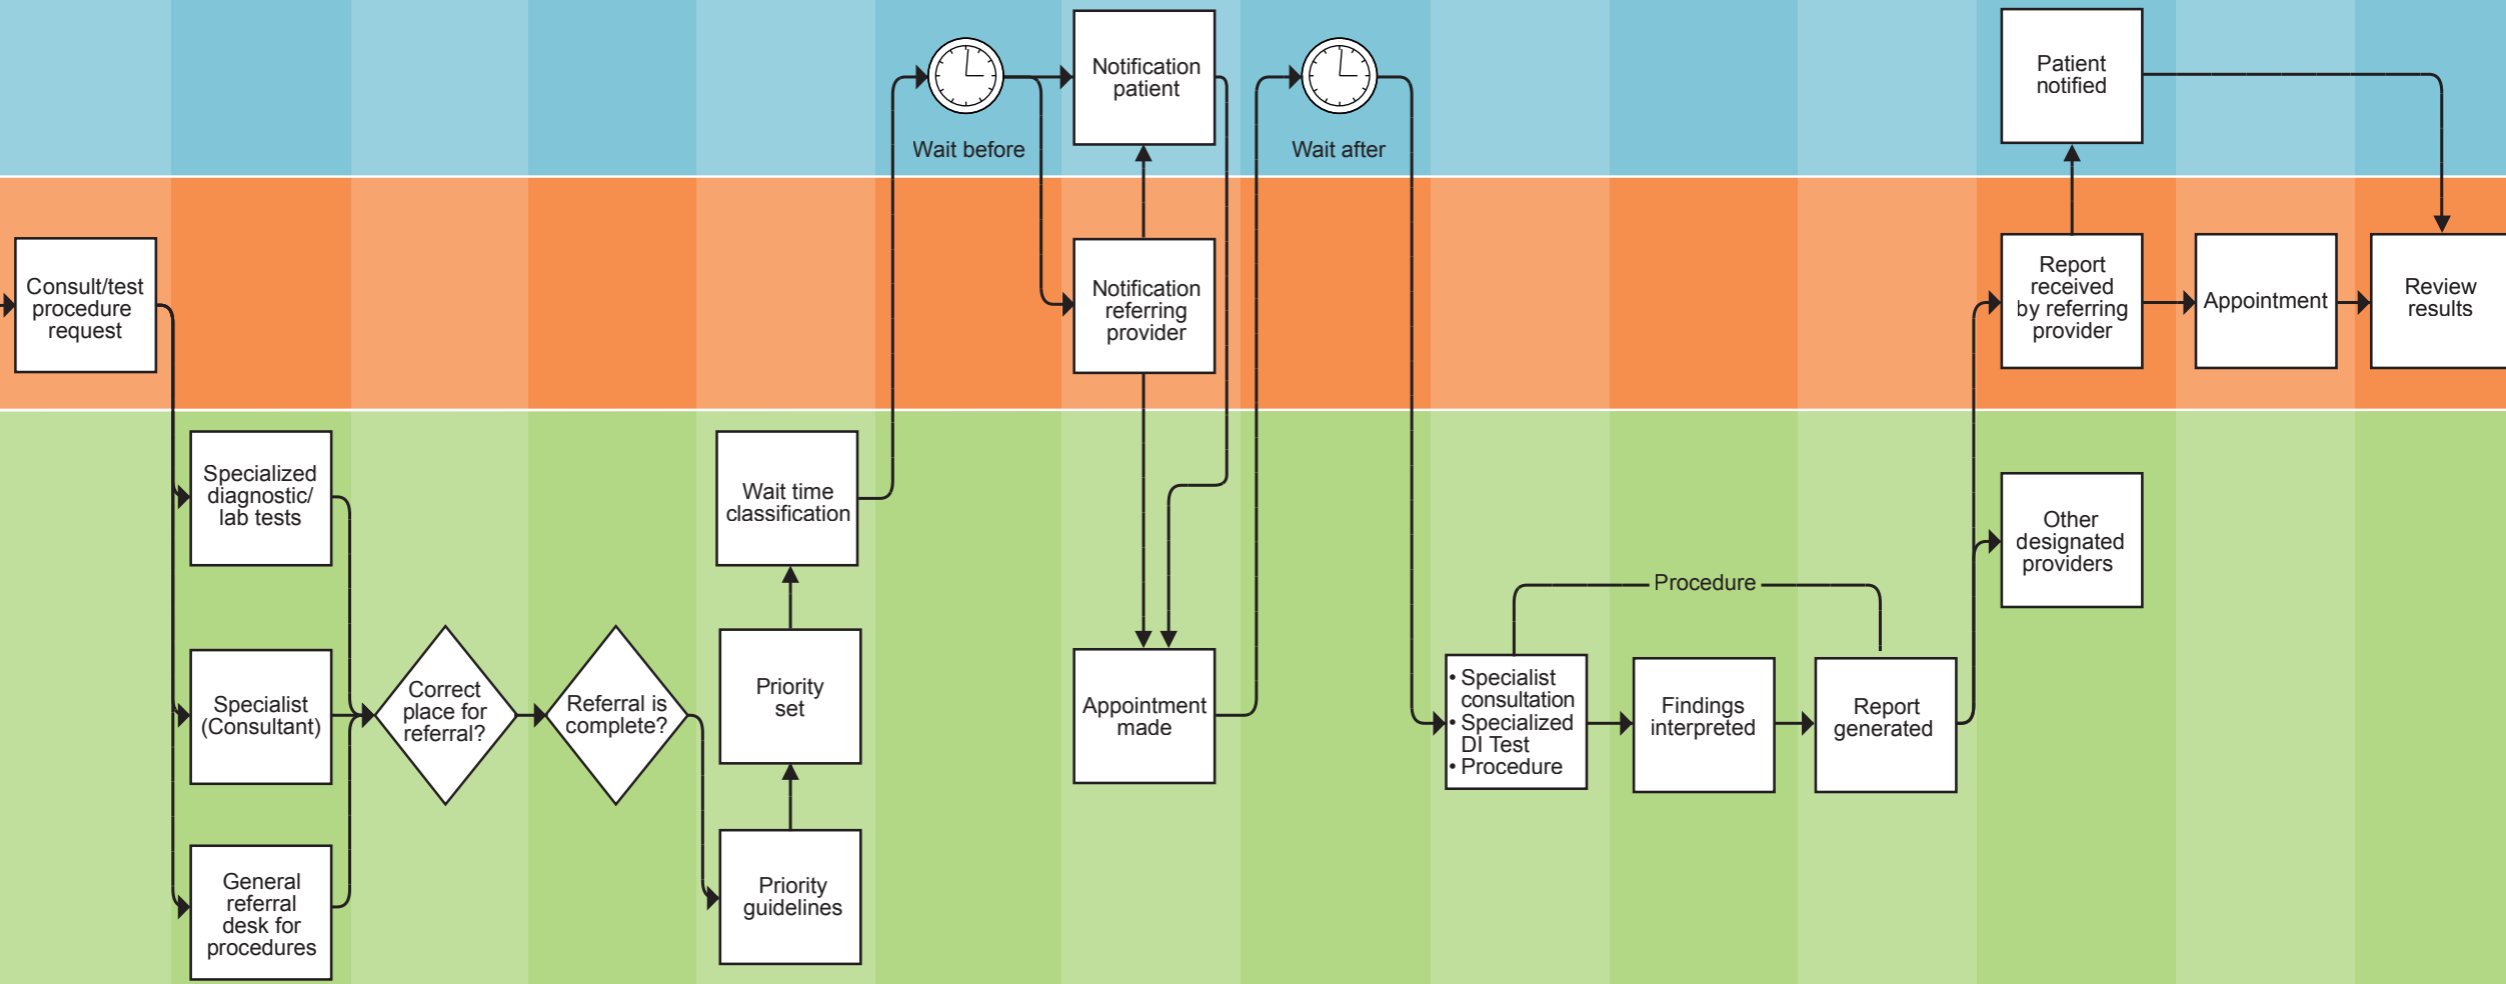 Consult/test
procedure
request
Specialized
diagnostic/
lab tests
Specialist
(Consultant)
General
referral
desk for
procedures
Correct
place for
referral?
Referral is
complete?
Wait time
classification
Priority
set
Priority
guidelines
Wait before
Notification
patient
Notification
referring
provider
Appointment
made
Wait after
Procedure
• Specialist
consultation
• Specialized
DI Test
• Procedure
Findings
interpreted
Report
generated
Patient
notified
Report
received
by referring
provider
Other
designated
providers
Appointment
Review
results